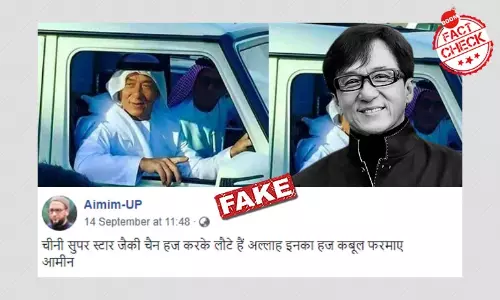 BOOM
FACT
CHECK
FAKE
Aimim-UP
14 September at 11:48 ·
चीनी सुपर स्टार जैकी चैन हज करके लौटे हैं अल्लाह इनका हज कबूल फरमाए
आमीन